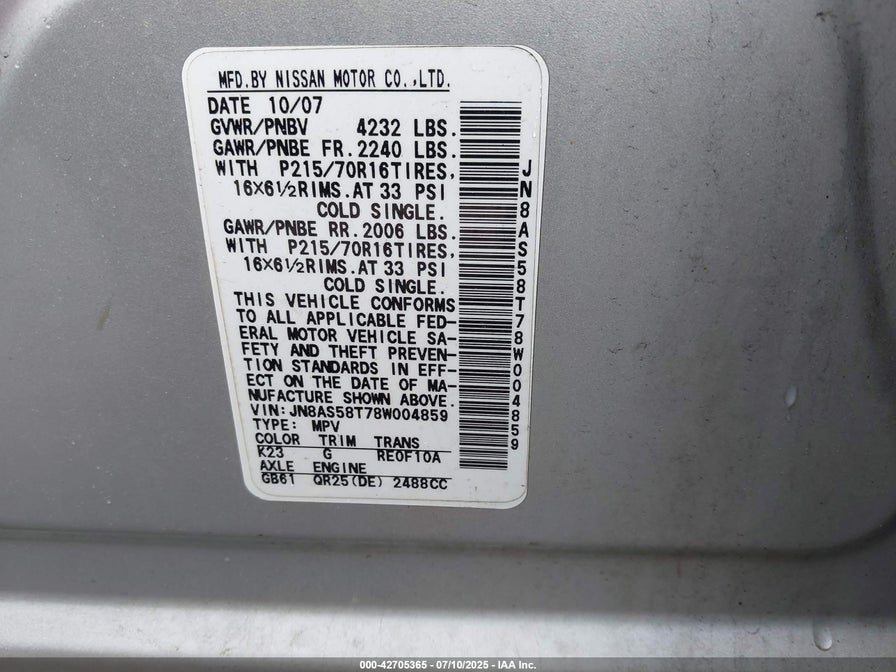 MFD.BY NISSAN MOTOR CO.,LTD.
DATE 10/07
GVWR/PNBV 4232 LBS.
GAWR/PNBE FR.2240 LBS.
WITH P215/70R16TIRES,
16X6½RIMS.AT 33 PSI
COLD SINGLE.
GAWR/PNBE RR.2006 LBS.
WITH P215/70R16TIRES,
16X6½RIMS.AT 33 PSI
COLD SINGLE.
THIS VEHICLE CONFORMS
TO ALL APPLICABLE FED-
ERAL MOTOR VEHICLE SA-
FETY AND THEFT PREVEN-
TION STANDARDS IN EFF-
ECT ON THE DATE OF MA-
NUFACTURE SHOWN ABOVE.
VIN:JN8AS58T78W004859
TYPE: MPV
COLOR TRIM TRANS
K23 G RE0F10A
AXLE ENGINE
GB61 QR25(DE) 2488CC
JN8AS58T78W004859
000-42705365 - 07/10/2025 - IAA Inc.